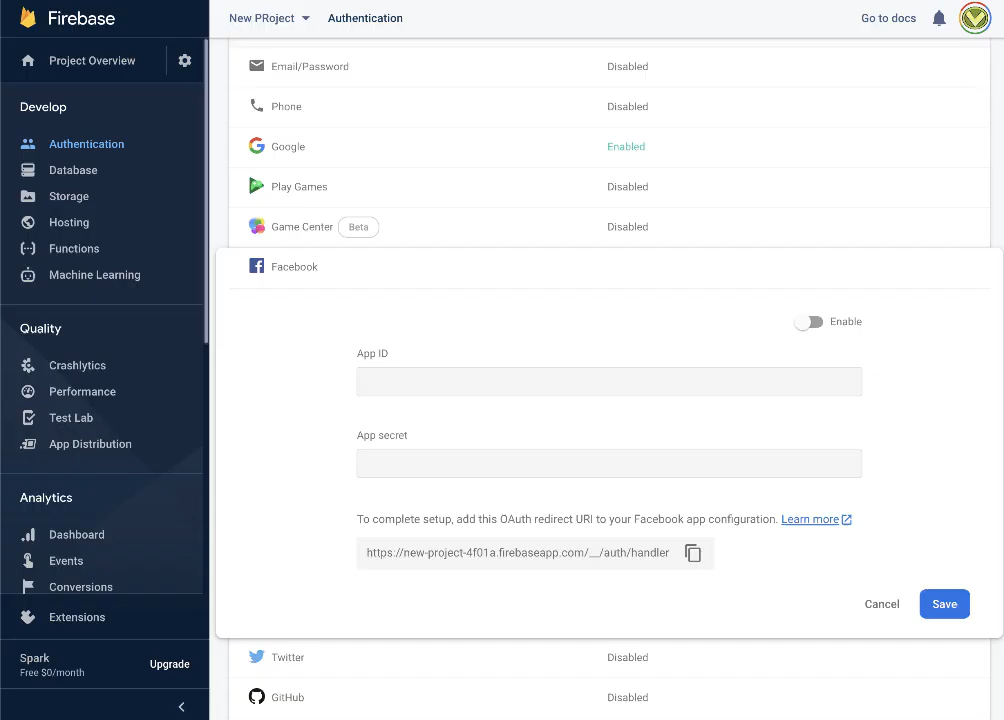 Firebase
New PRoject
Authentication
Go to docs
Project Overview
Develop
Authentication
Database
Storage
Hosting
Functions
Machine Learning
Quality
Crashlytics
Performance
Test Lab
App Distribution
Analytics
Dashboard
Events
Conversions
Extensions
Spark
Free $0/month
Upgrade
Email/Password Disabled
Phone Disabled
Google Enabled
Play Games Disabled
Game Center Beta Disabled
Facebook
Enable
App ID
App secret
To complete setup, add this OAuth redirect URI to your Facebook app configuration. Learn more
https://new-project-4f01a.firebaseapp.com/__/auth/handler
Cancel
Save
Twitter Disabled
GitHub Disabled